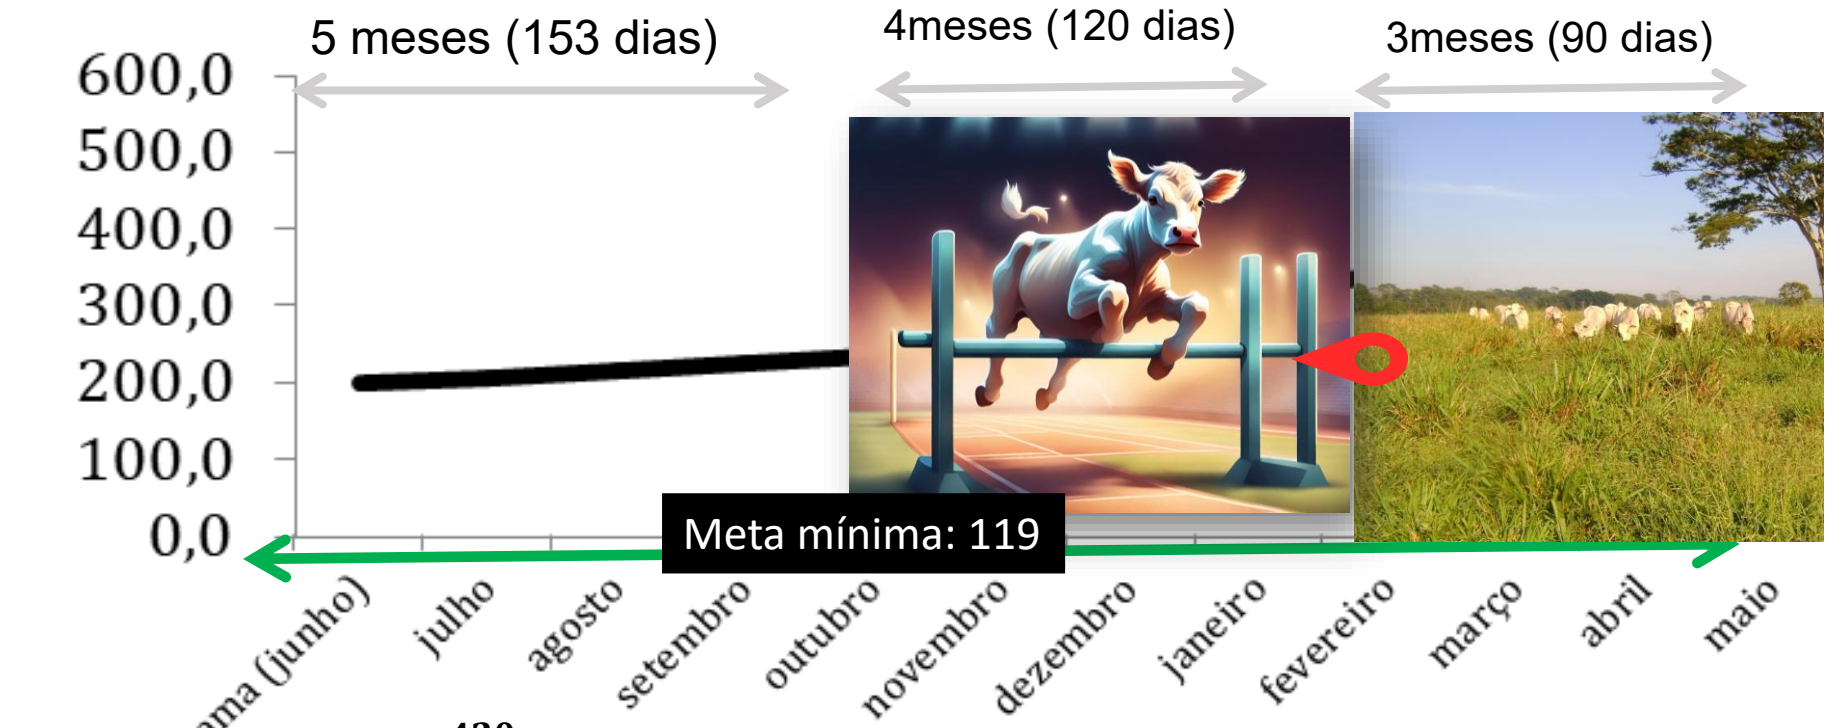 5 meses (153 dias)
4meses (120 dias)
3meses (90 dias)
600,0
500,0
400,0
300,0
200,0
100,0
0,0
Meta mínima: 119
(junho)
julho
agosto
setembro
outubro
novembro
dezembro
janeiro
fevereiro
março
abril
maio